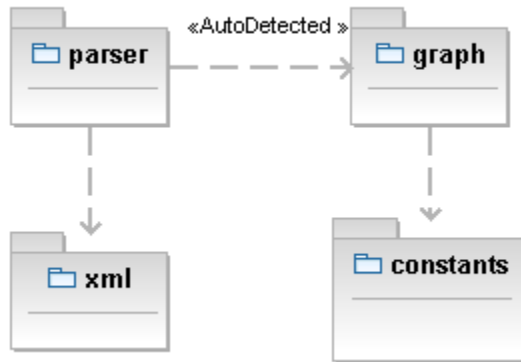 «AutoDetected »
parser
graph
xml
constants